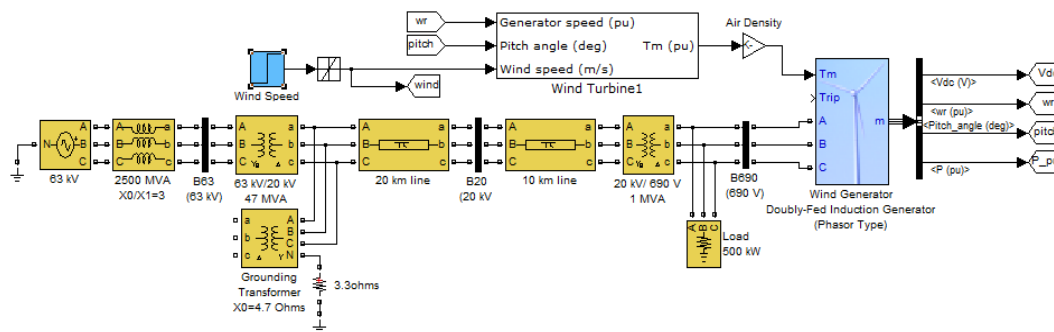 wr
Generator speed (pu)
pitch
Pitch angle (deg)
Tm (pu)
Wind speed (m/s)
Wind Turbine1
Air Density
Wind Speed
wind
Tm
Trip
A
B
C
m
<Vdc (V)>
<wr (pu)>
<Pitch_angle (deg)>
<P (pu)>
Vdc
wr
pitch
P_pu
Wind Generator
Doubly-Fed Induction Generator
(Phasor Type)
N
A
B
C
63 kV
A
B
C
a
b
c
2500 MVA
X0/X1=3
B63
(63 kV)
A
B
C
a
b
c
63 kV/20 kV
47 MVA
A
B
C
a
b
c
20 km line
B20
(20 kV)
A
B
C
a
b
c
10 km line
A
B
C
a
b
c
20 kV/ 690 V
1 MVA
B690
(690 V)
A B C
Load
500 kW
a
b
c
A
B
C
N
Grounding
Transformer
X0=4.7 Ohms
3.3ohms